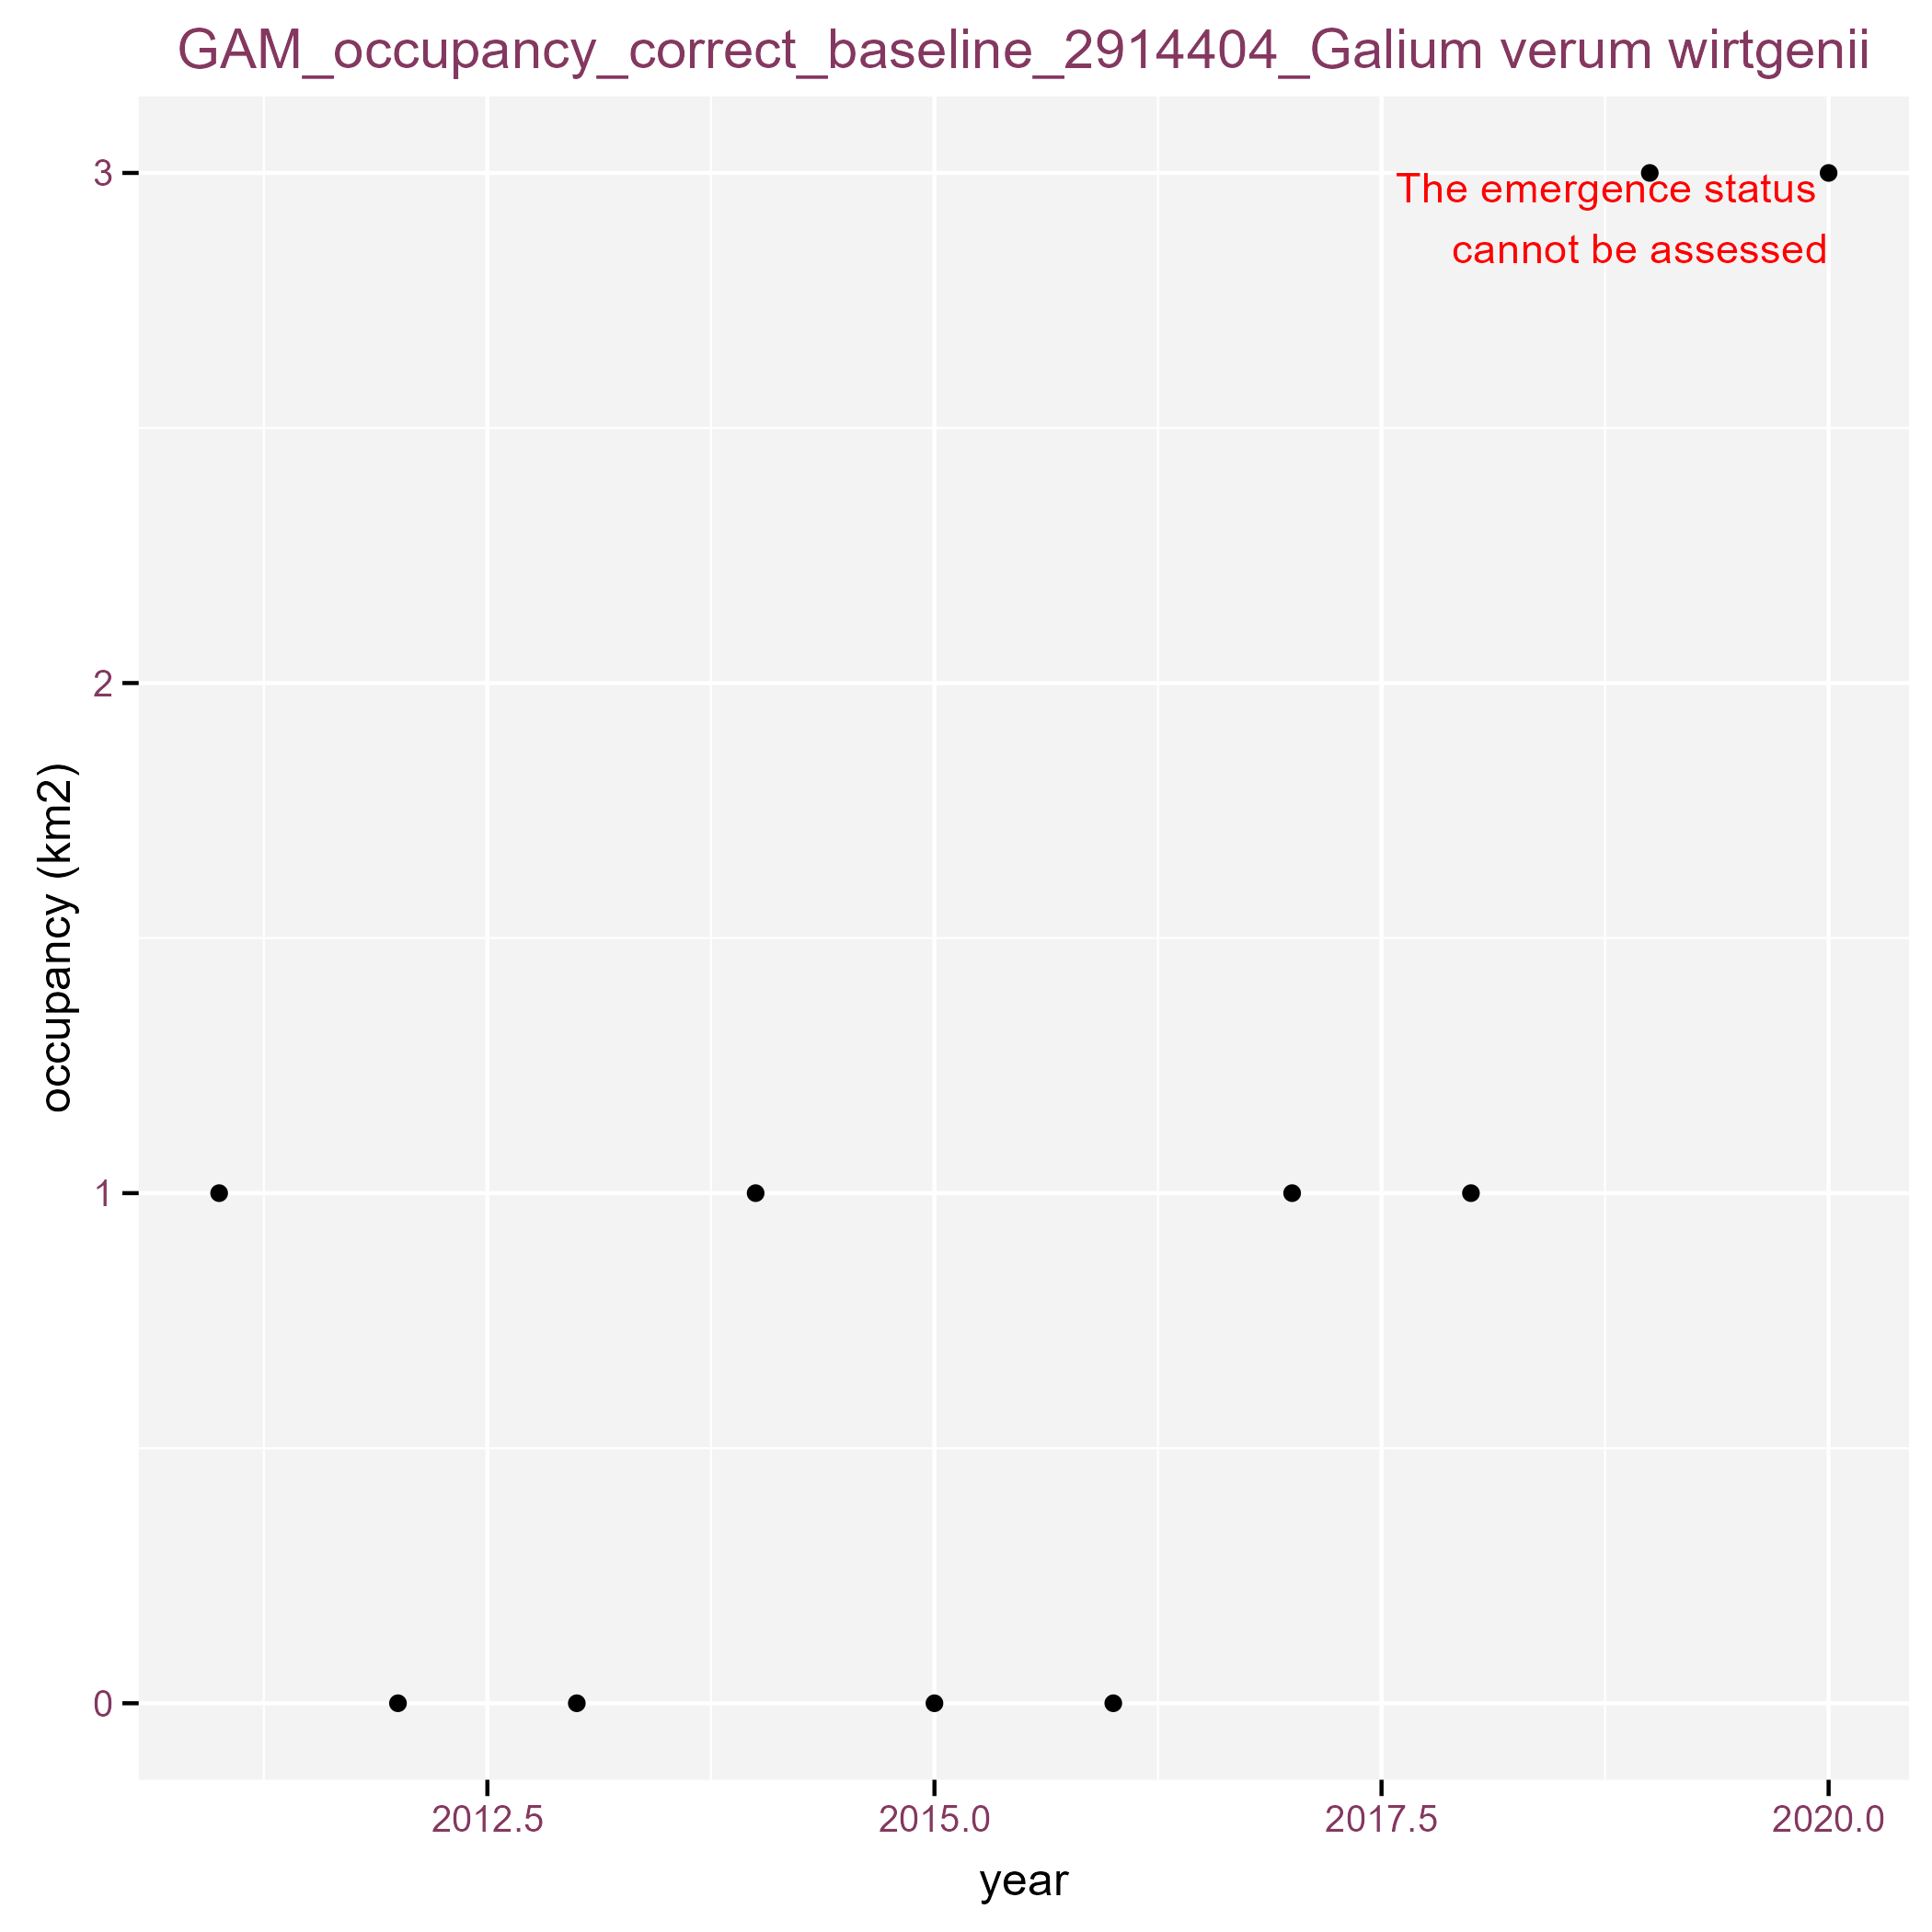 GAM_occupancy_correct_baseline_2914404_Galium verum wirtgenii
3
The emergence status
cannot be assessed
2
occupancy (km2)
1
0
2012.5
2015.0
2017.5
2020.0
year